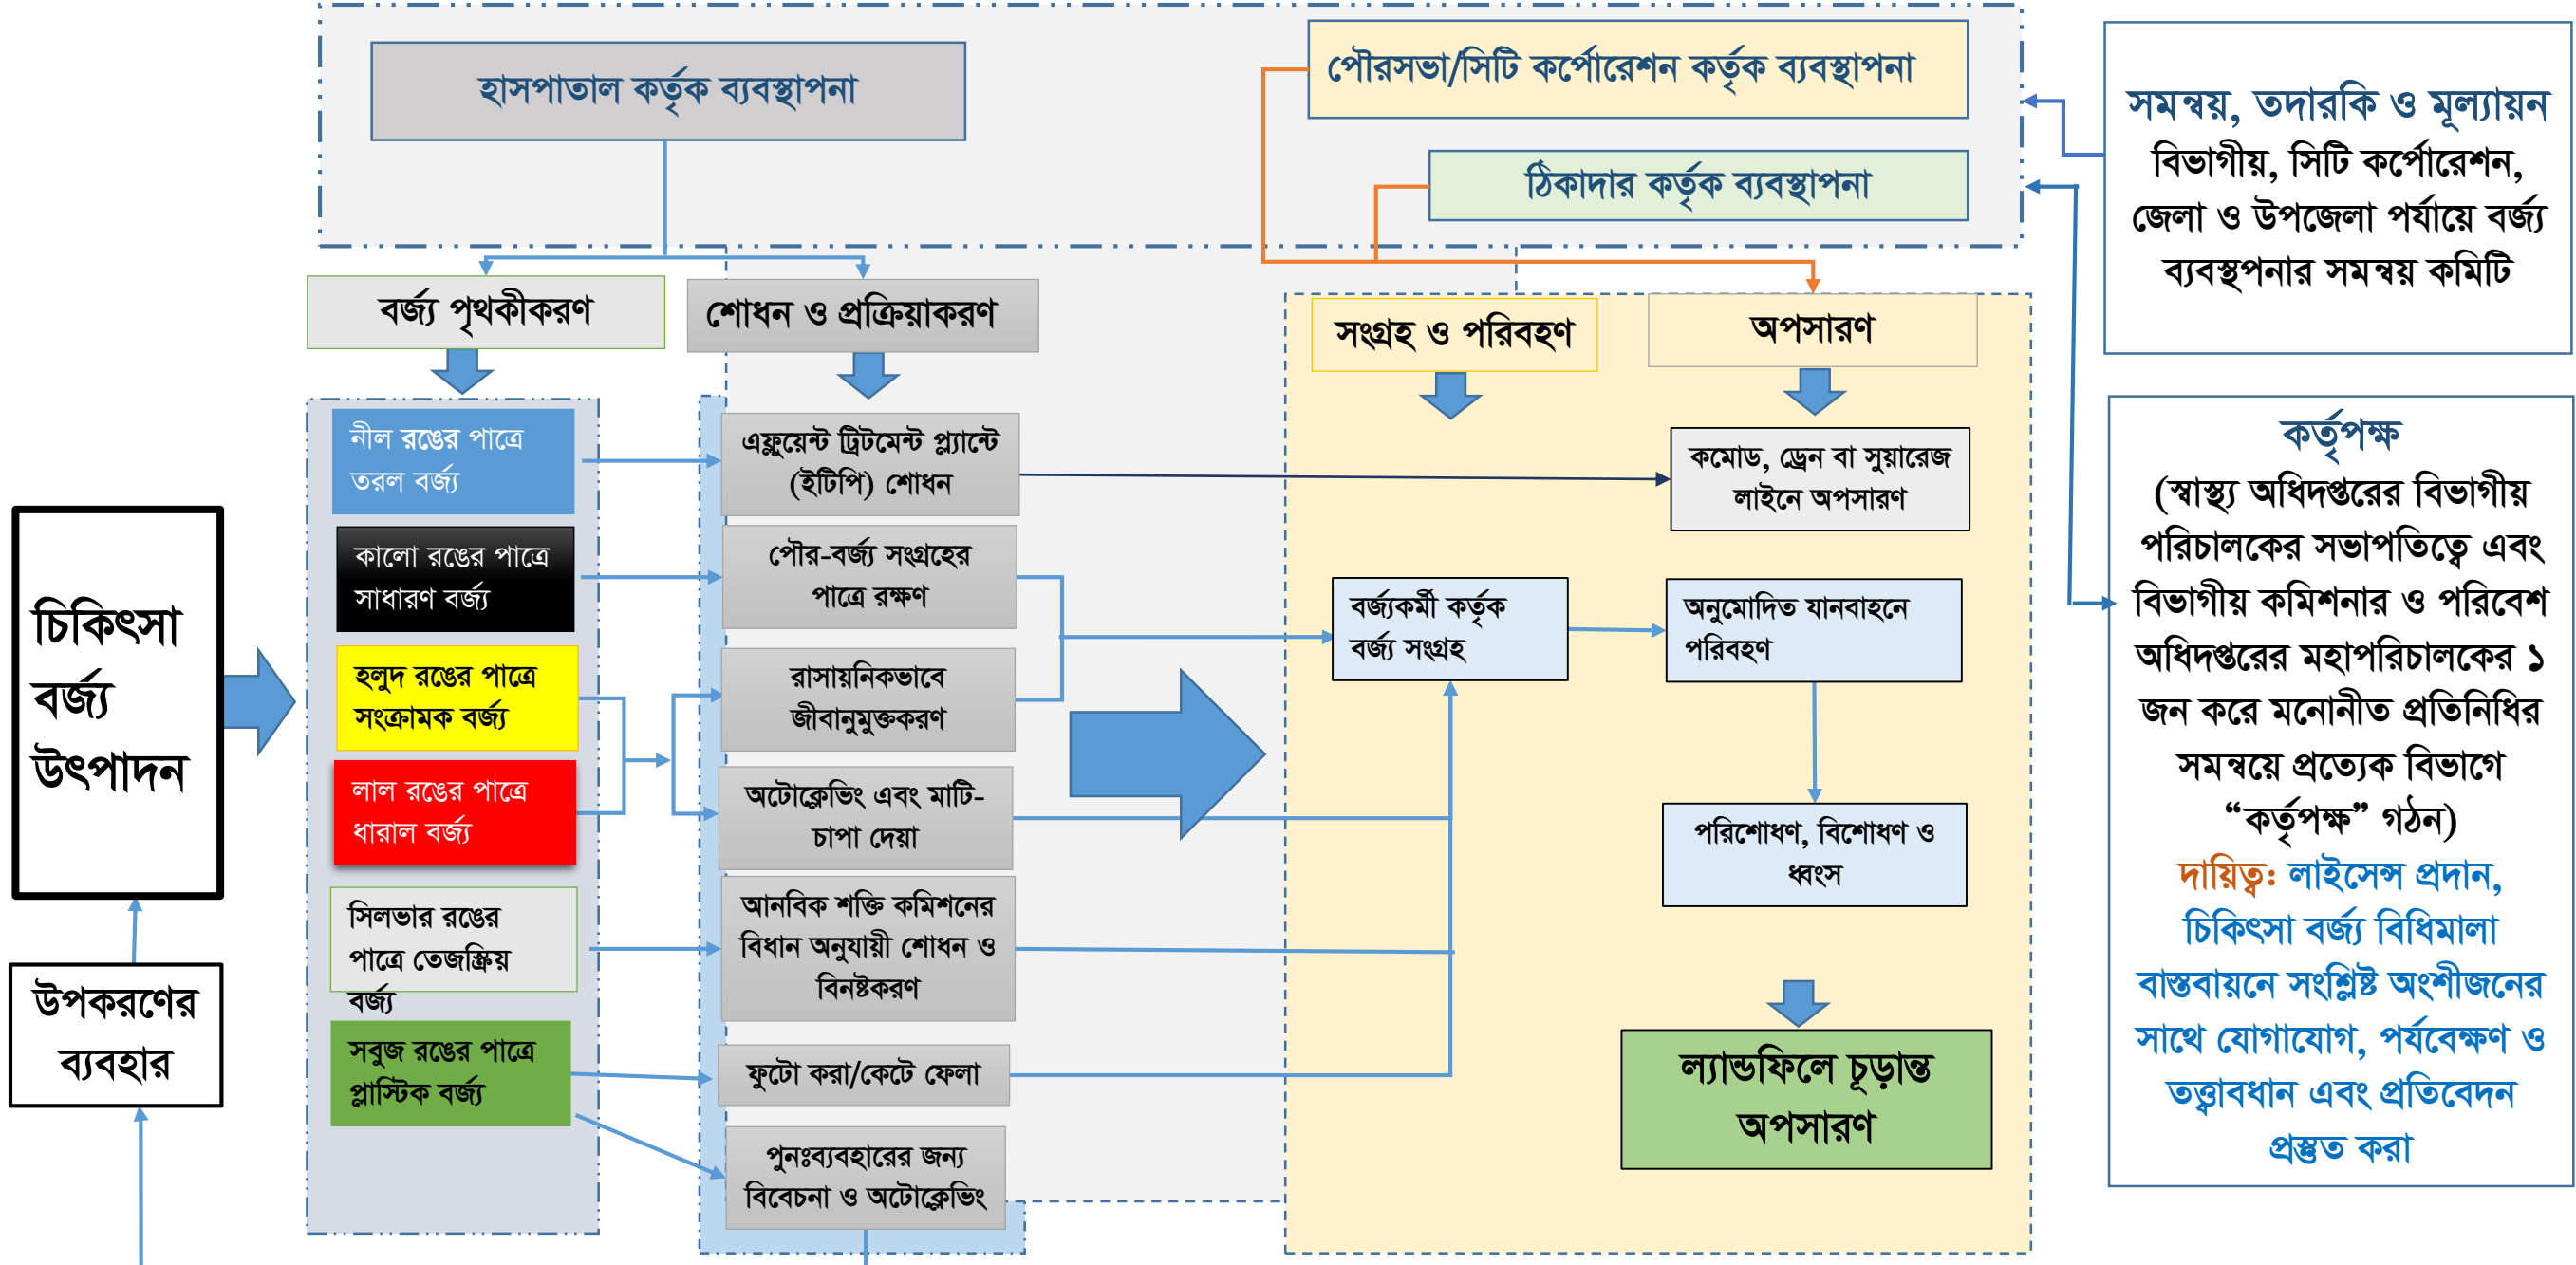 হাসপাতাল কর্তৃক ব্যবস্থাপনা
পৌরসভা/সিটি কর্পোরেশন কর্তৃক ব্যবস্থাপনা
ঠিকাদার কর্তৃক ব্যবস্থাপনা
সমন্বয়, তদারকি ও মূল্যায়ন
বিভাগীয়, সিটি কর্পোরেশন,
জেলা ও উপজেলা পর্যায়ে বর্জ্য
ব্যবস্থপনার সমন্বয় কমিটি
বর্জ্য পৃথকীকরণ
শোধন ও প্রক্রিয়াকরণ
সংগ্রহ ও পরিবহণ
অপসারণ
চিকিৎসা
বর্জ্য
উৎপাদন
উপকরণের
ব্যবহার
নীল রঙের পাত্রে
তরল বর্জ্য
কালো রঙের পাত্রে
সাধারণ বর্জ্য
হলুদ রঙের পাত্রে
সংক্রামক বর্জ্য
লাল রঙের পাত্রে
ধারাল বর্জ্য
সিলভার রঙের
পাত্রে তেজস্ক্রিয়
বর্জ্য
সবুজ রঙের পাত্রে
প্লাস্টিক বর্জ্য
এফ্লুয়েন্ট ট্রিটমেন্ট প্ল্যান্টে
(ইটিপি) শোধন
পৌর-বর্জ্য সংগ্রহের
পাত্রে রক্ষণ
রাসায়নিকভাবে
জীবানুমুক্তকরণ
অটোক্লেভিং এবং মাটি-
চাপা দেয়া
আনবিক শক্তি কমিশনের
বিধান অনুযায়ী শোধন ও
বিনষ্টকরণ
ফুটো করা/কেটে ফেলা
পুনঃব্যবহারের জন্য
বিবেচনা ও অটোক্লেভিং
কমোড, ড্রেন বা সুয়ারেজ
লাইনে অপসারণ
বর্জ্যকর্মী কর্তৃক
বর্জ্য সংগ্রহ
অনুমোদিত যানবাহনে
পরিবহণ
পরিশোধণ, বিশোধণ ও
ধ্বংস
ল্যান্ডফিলে চূড়ান্ত
অপসারণ
কর্তৃপক্ষ
(স্বাস্থ্য অধিদপ্তরের বিভাগীয়
পরিচালকের সভাপতিত্বে এবং
বিভাগীয় কমিশনার ও পরিবেশ
অধিদপ্তরের মহাপরিচালকের ১
জন করে মনোনীত প্রতিনিধির
সমন্বয়ে প্রত্যেক বিভাগে
“কর্তৃপক্ষ” গঠন)
দায়িত্ব: লাইসেন্স প্রদান,
চিকিৎসা বর্জ্য বিধিমালা
বাস্তবায়নে সংশ্লিষ্ট অংশীজনের
সাথে যোগাযোগ, পর্যবেক্ষণ ও
তত্ত্বাবধান এবং প্রতিবেদন
প্রস্তুত করা